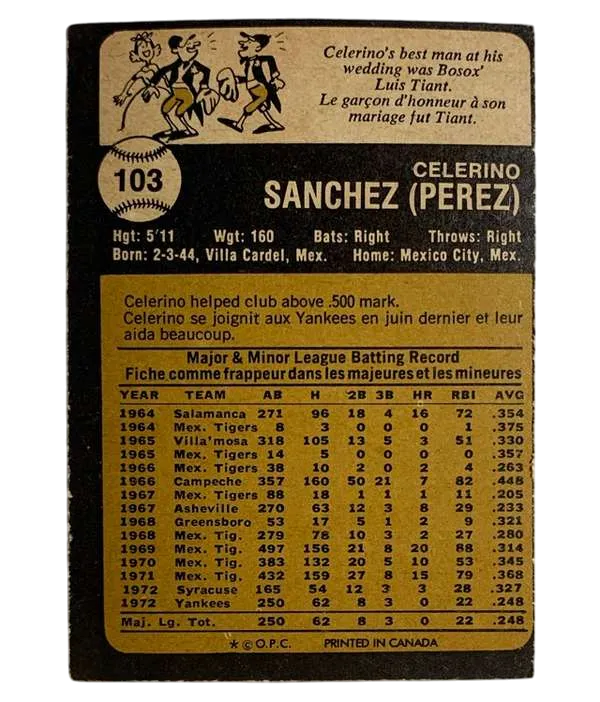 Celerino's best man at his
wedding was Bosox'
Luis Tiant.
Le garçon d'honneur à son
mariage fut Tiant.
103
CELERINO
SANCHEZ (PEREZ)
Hgt: 5'11 Wgt: 160 Bats: Right Throws: Right
Born: 2-3-44, Villa Cardel, Mex. Home: Mexico City, Mex.
Celerino helped club above .500 mark.
Celerino se joignit aux Yankees en juin dernier et leur
aida beaucoup.
Major & Minor League Batting Record
Fiche comme frappeur dans les majeures et les mineures
YEAR TEAM AB H 2B 3B HR RBI AVG
1964 Salamanca 271 96 18 4 16 72 .354
1964 Mex. Tigers 8 3 0 0 0 1 .375
1965 Villa'mosa 318 105 13 5 3 51 .330
1965 Mex. Tigers 14 5 0 0 0 0 .357
1966 Mex. Tigers 38 10 2 0 2 4 .263
1966 Campeche 357 160 50 21 7 82 .448
1967 Mex. Tigers 88 18 1 1 1 11 .205
1967 Asheville 270 63 12 3 8 29 .233
1968 Greensboro 53 17 5 1 2 9 .321
1968 Mex. Tig. 279 78 10 3 2 27 .280
1969 Mex. Tig. 497 156 21 8 20 88 .314
1970 Mex. Tig. 383 132 20 5 10 53 .345
1971 Mex. Tig. 432 159 27 8 15 79 .368
1972 Syracuse 165 54 12 3 3 28 .327
1972 Yankees 250 62 8 3 0 22 .248
Maj. Lg. Tot. 250 62 8 3 0 22 .248
* © O.P.C. PRINTED IN CANADA